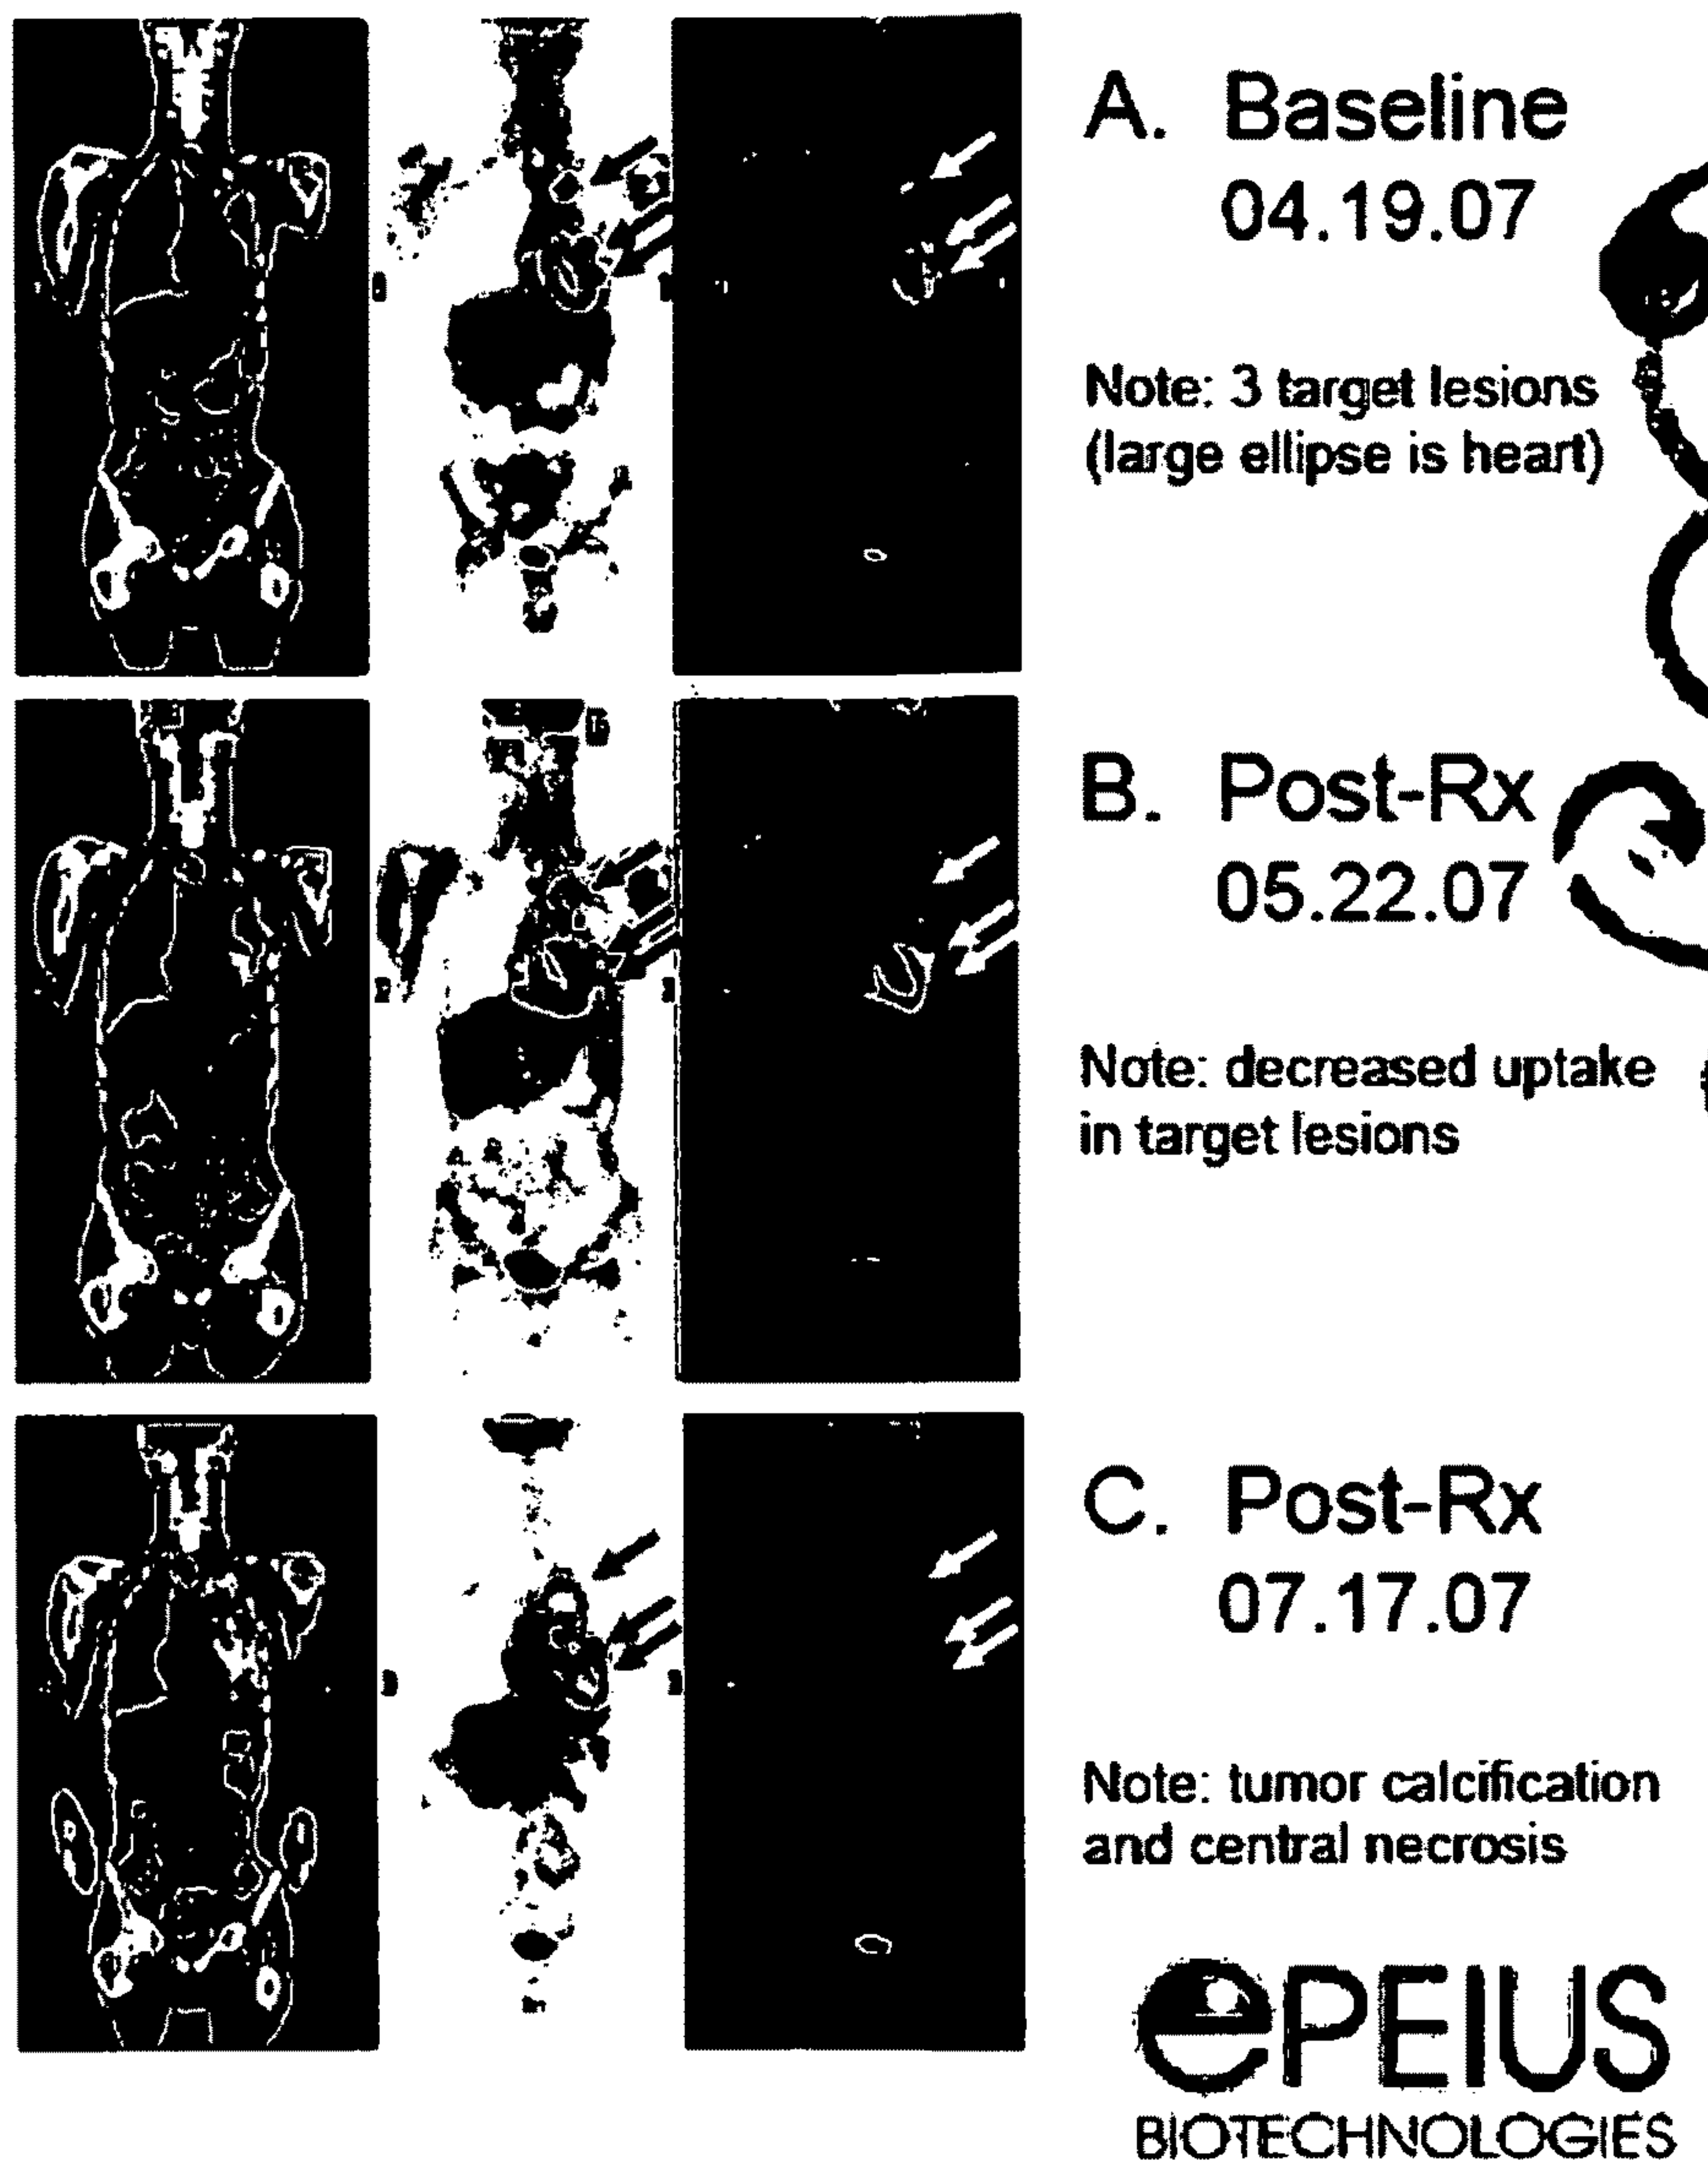 A. Baseline
04.19.07
Note: 3 target lesions
(large ellipse is heart)
B. Post-Rx
05.22.07
Note: decreased uptake
in target lesions
C. Post-Rx
07.17.07
Note: tumor calcification
and central necrosis
ePEIUS
BIOTECHNOLOGIES